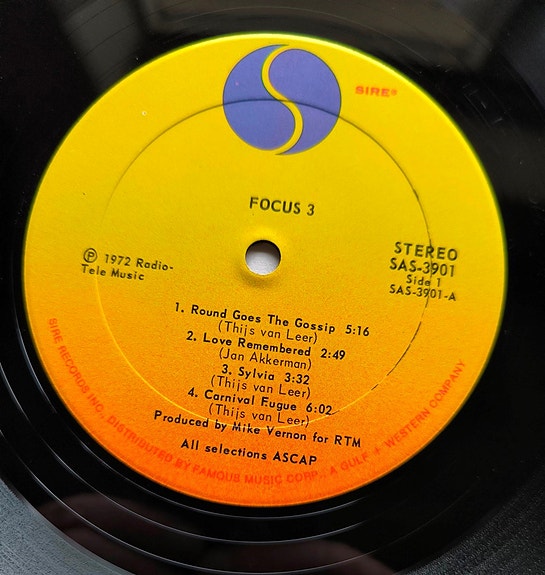 SIRE®
FOCUS 3
℗ 1972 Radio-
Tele Music
STEREO
SAS-3901
Side 1
SAS-3901-A
1. Round Goes The Gossip 5:16
(Thijs van Leer)
2. Love Remembered 2:49
(Jan Akkerman)
3. Sylvia 3:32
(Thijs van Leer)
4. Carnival Fugue 6:02
(Thijs van Leer)
Produced by Mike Vernon for RTM
All selections ASCAP
SIRE RECORDS INC., DISTRIBUTED BY FAMOUS MUSIC CORP., A GULF + WESTERN COMPANY